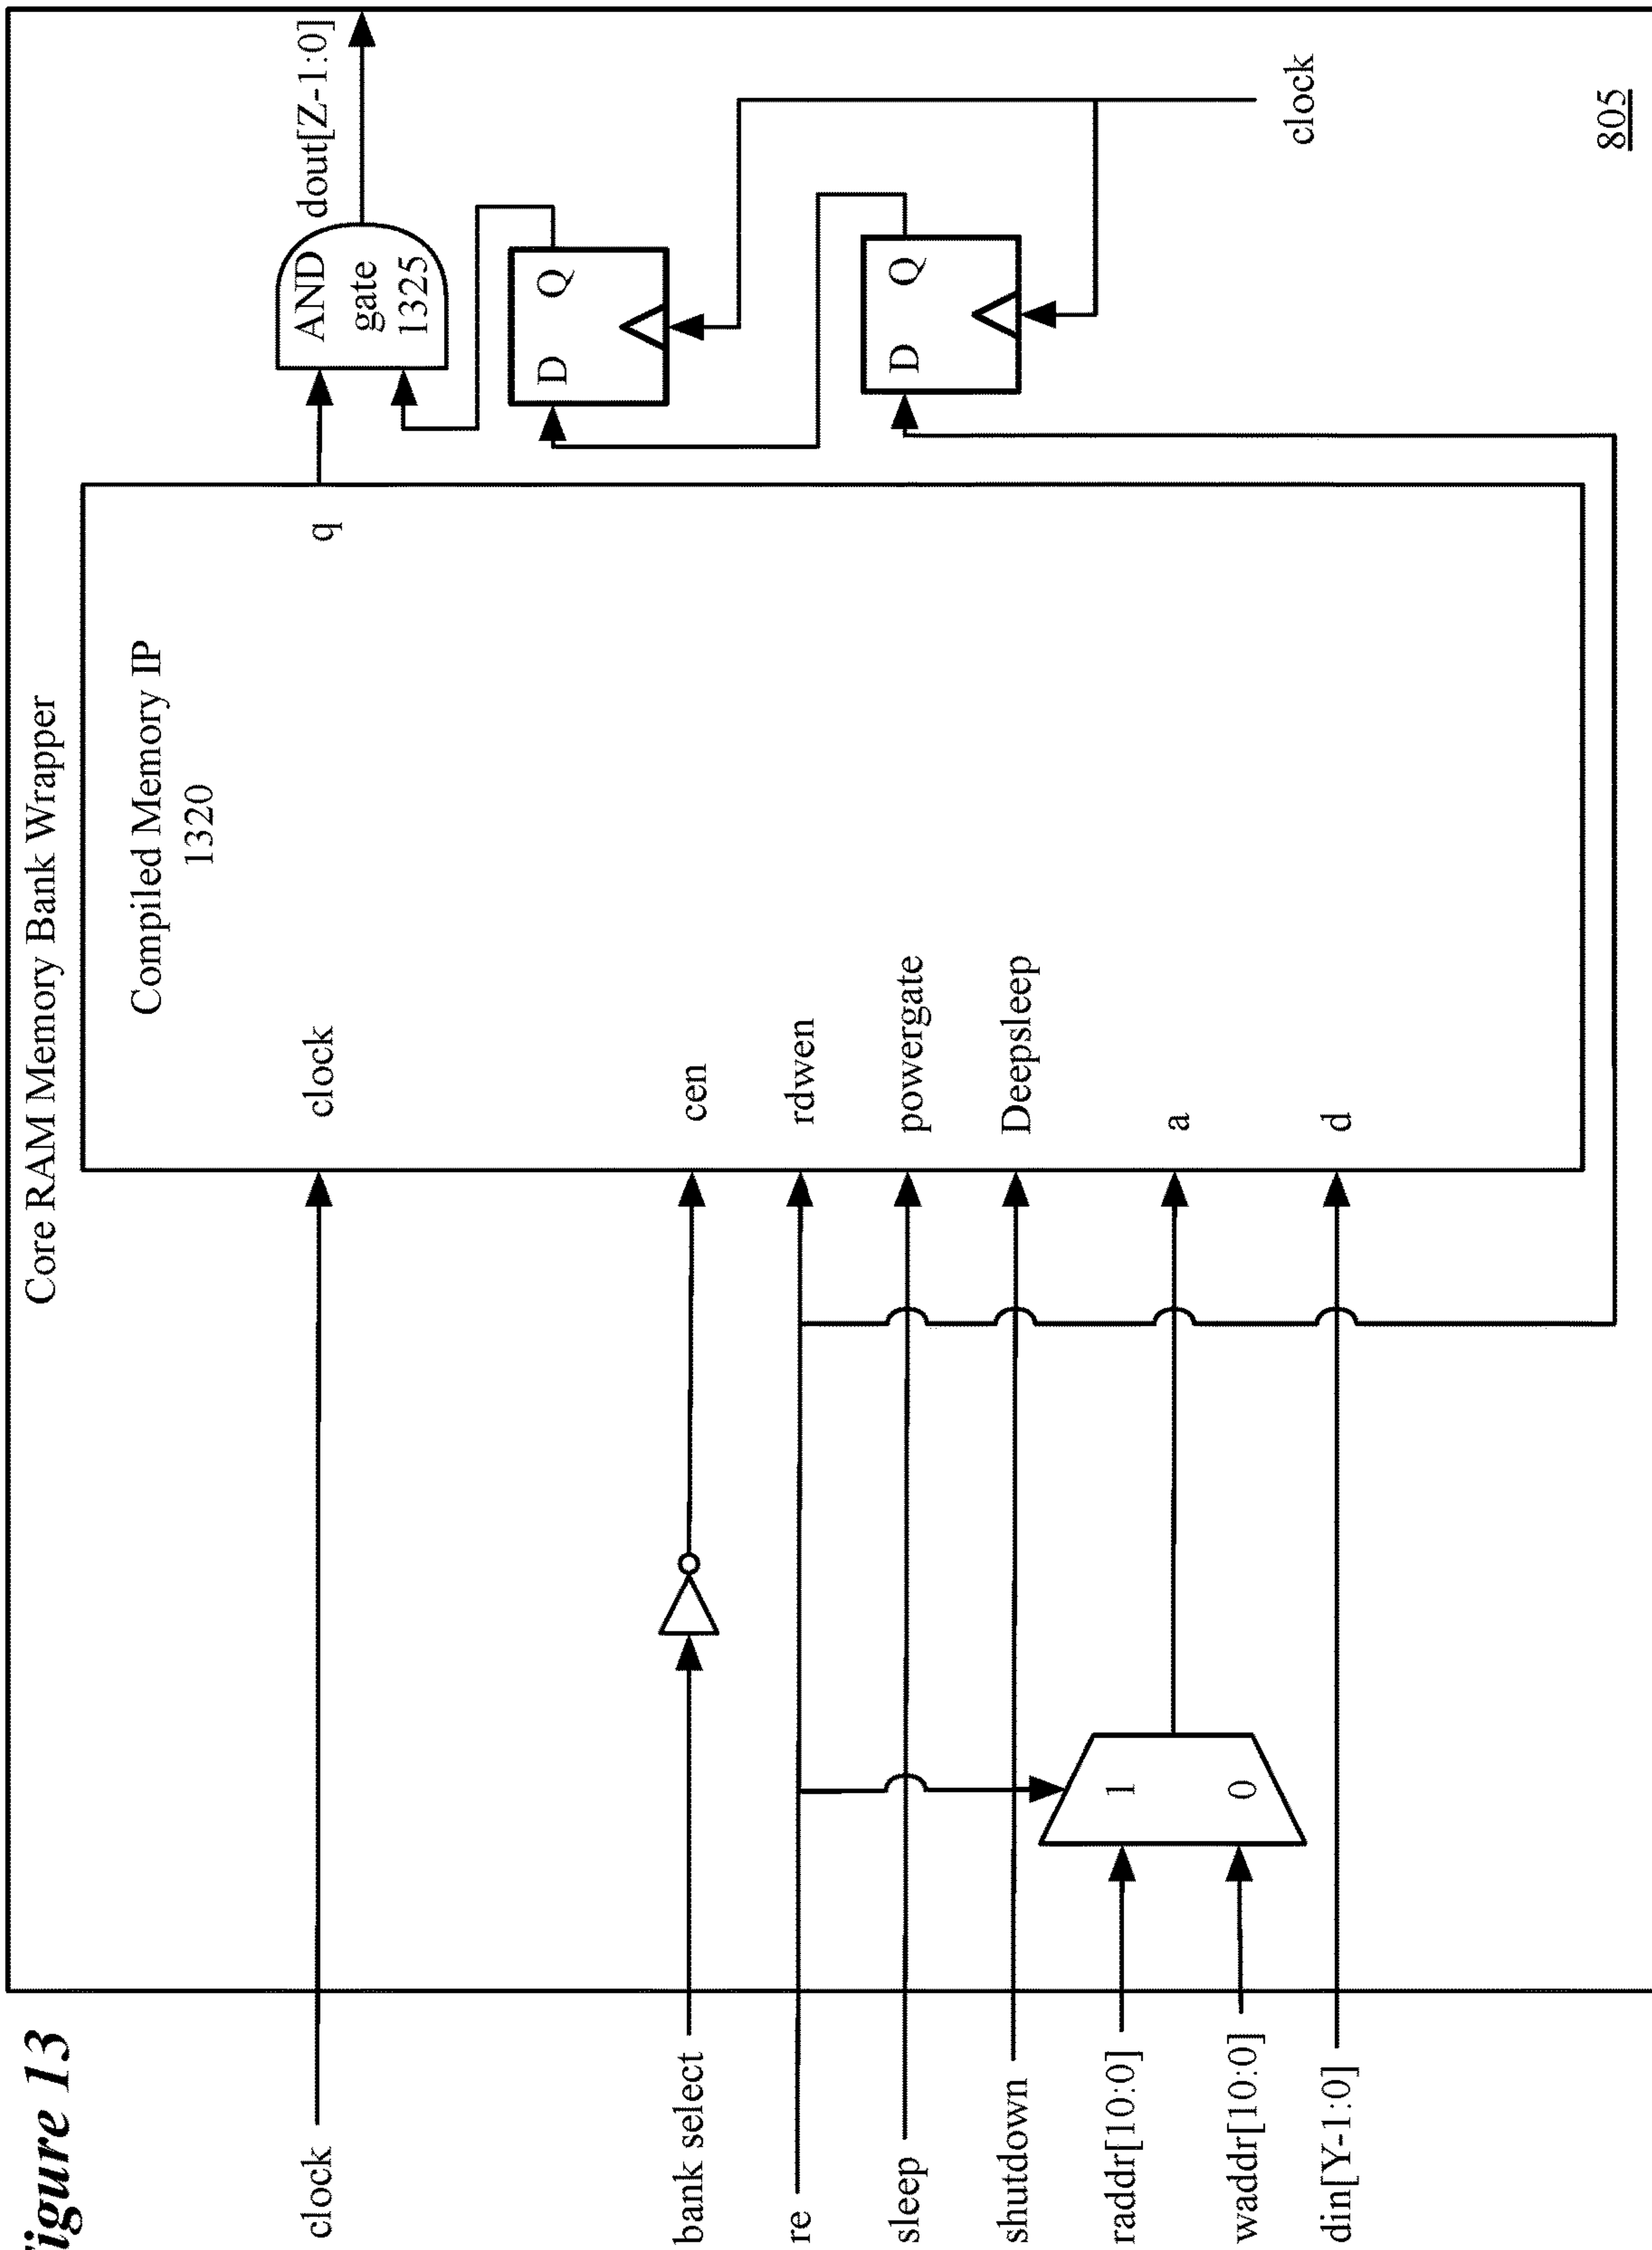 Figure 13
Core RAM Memory Bank Wrapper
Compiled Memory IP
1320
clock
bank select
re
sleep
shutdown
raddr[10:0]
waddr[10:0]
din[Y-1:0]
1
0
clock
cen
rdwen
powergate
Deepsleep
a
d
q
AND
gate
1325
dout[Z-1:0]
D Q
D Q
clock
805